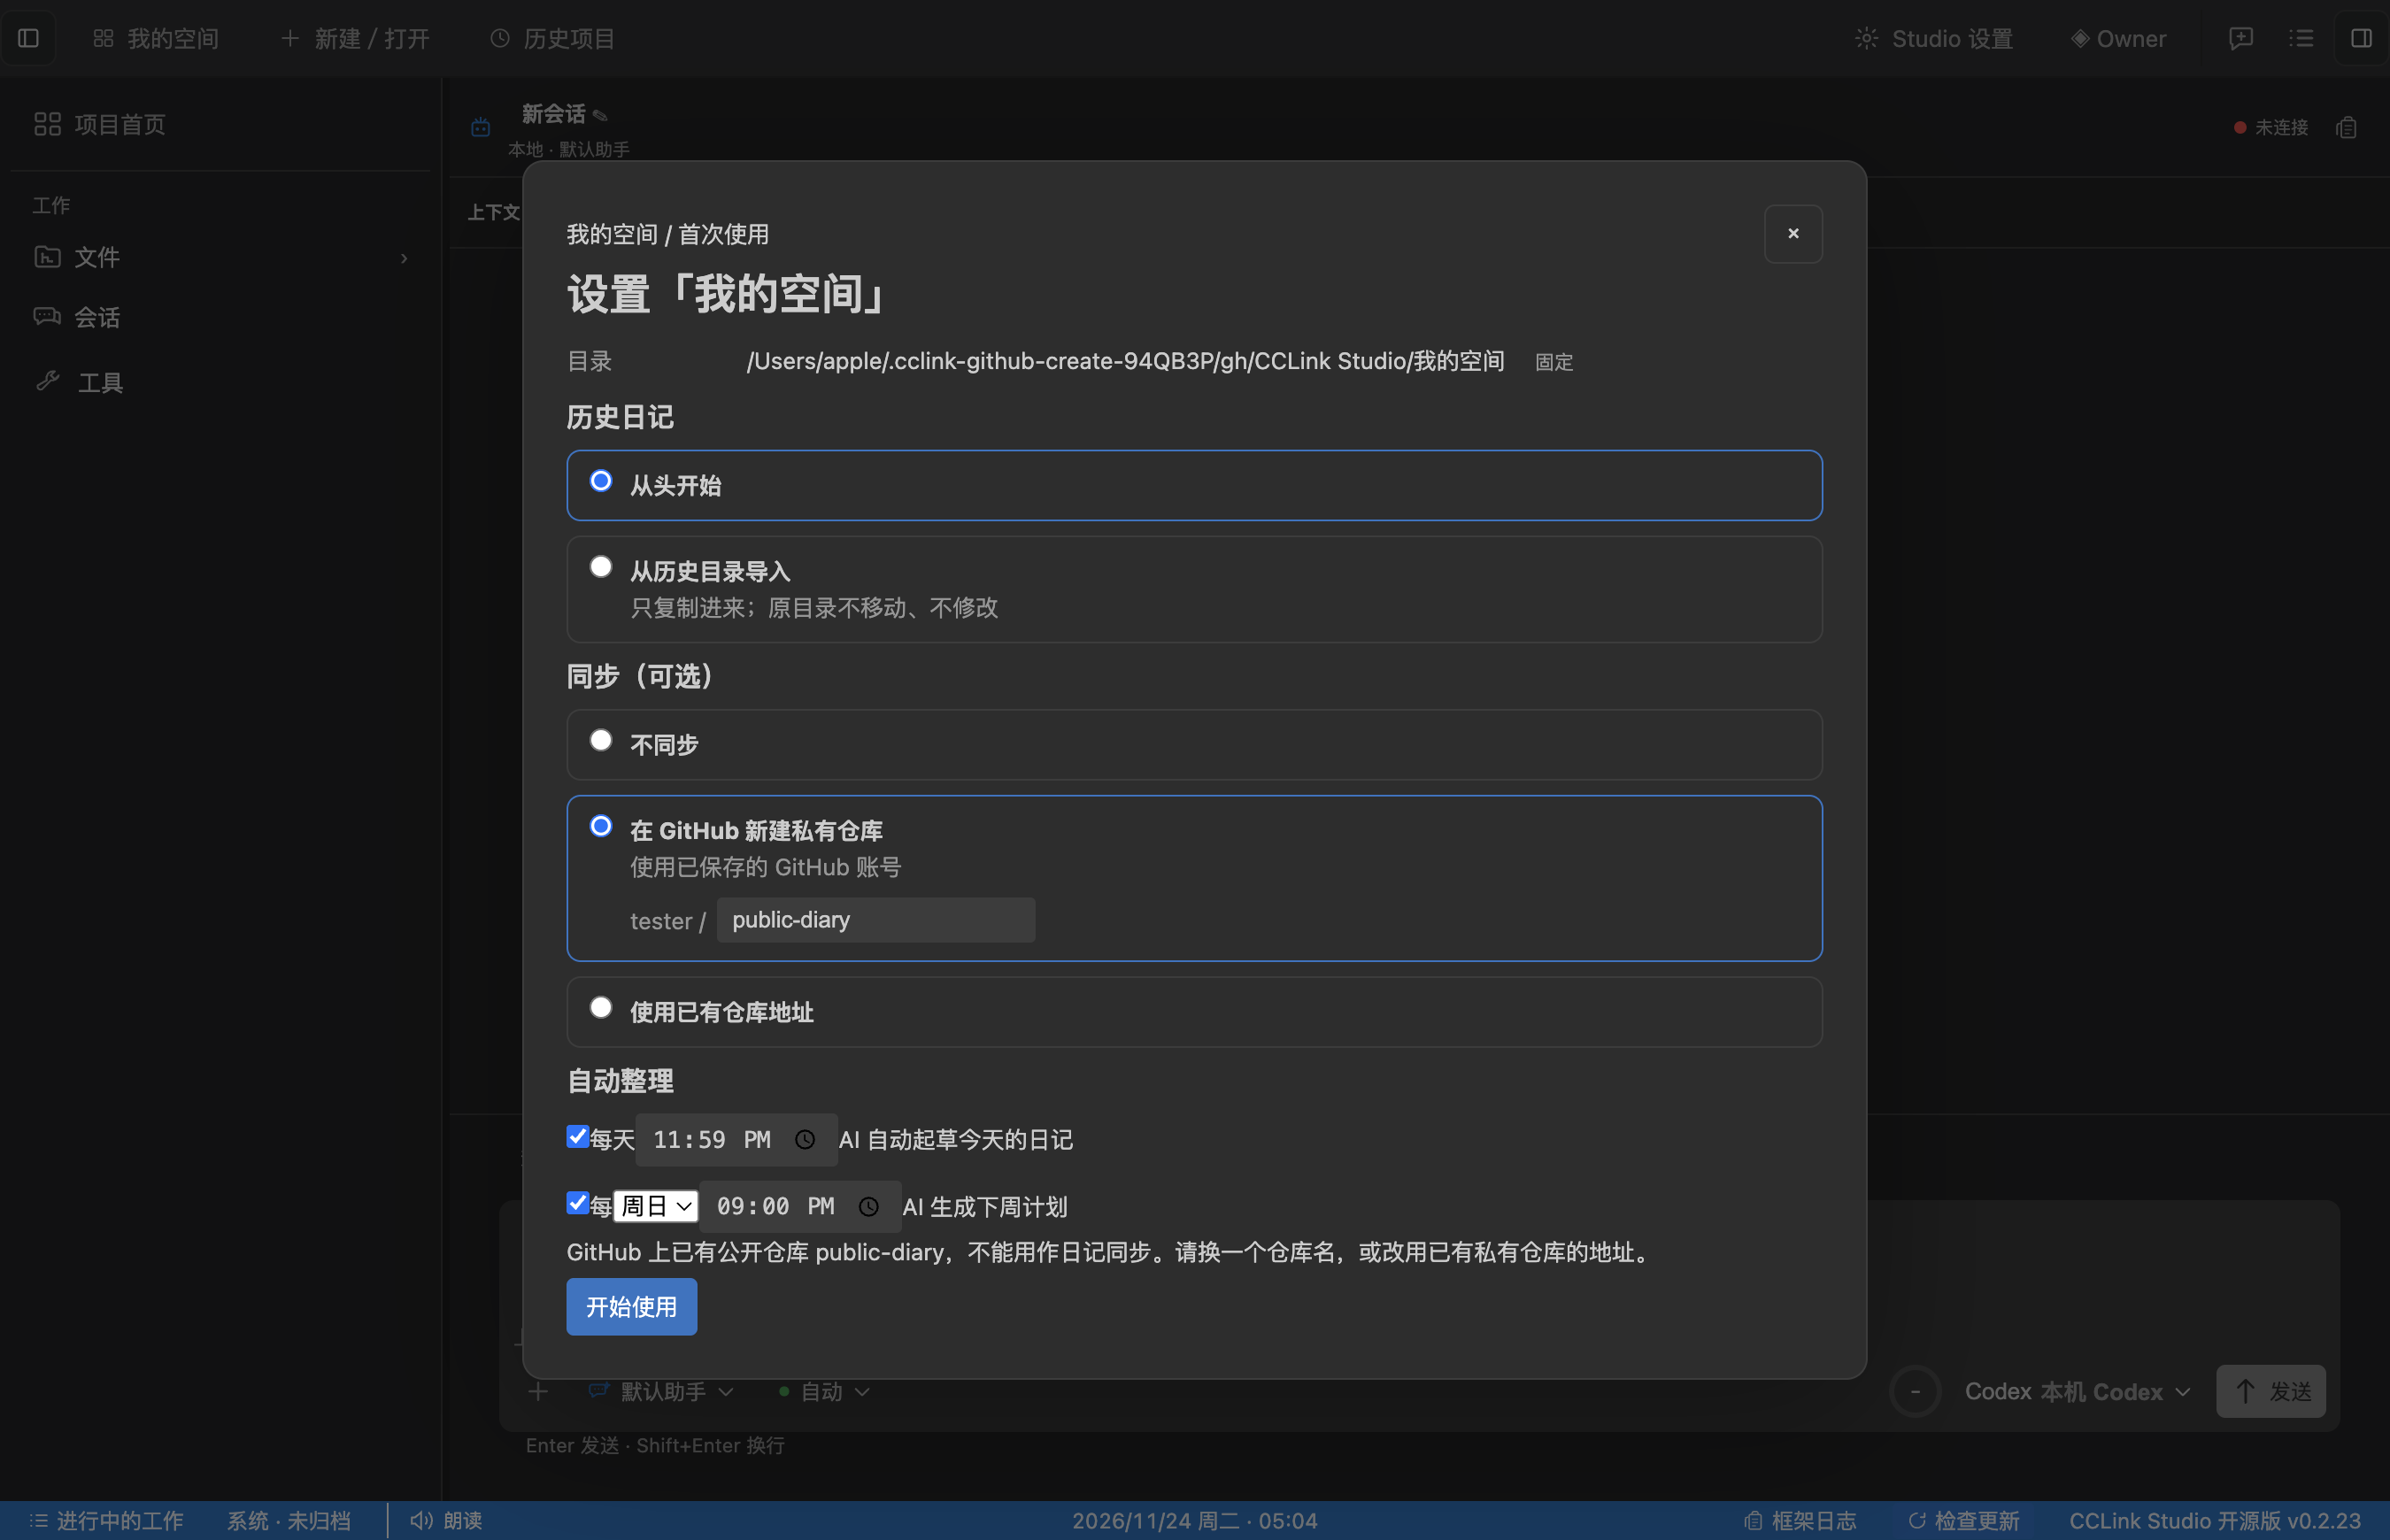 我的空间 新建 / 打开 历史项目 Studio 设置 Owner
项目首页
新会话
本地 · 默认助手
未连接
工作
上下文
文件
会话
工具
我的空间 / 首次使用
×
设置「我的空间」
目录 /Users/apple/.cclink-github-create-94QB3P/gh/CCLink Studio/我的空间 固定
历史日记
从头开始
从历史目录导入
只复制进来；原目录不移动、不修改
同步（可选）
不同步
在 GitHub 新建私有仓库
使用已保存的 GitHub 账号
tester / public-diary
使用已有仓库地址
自动整理
每天 11:59 PM AI 自动起草今天的日记
每 周日 09:00 PM AI 生成下周计划
GitHub 上已有公开仓库 public-diary，不能用作日记同步。请换一个仓库名，或改用已有私有仓库的地址。
开始使用
默认助手 自动 - Codex 本机 Codex 发送
Enter 发送 · Shift+Enter 换行
进行中的工作 系统 · 未归档 朗读 2026/11/24 周二 · 05:04 框架日志 检查更新 CCLink Studio 开源版 v0.2.23